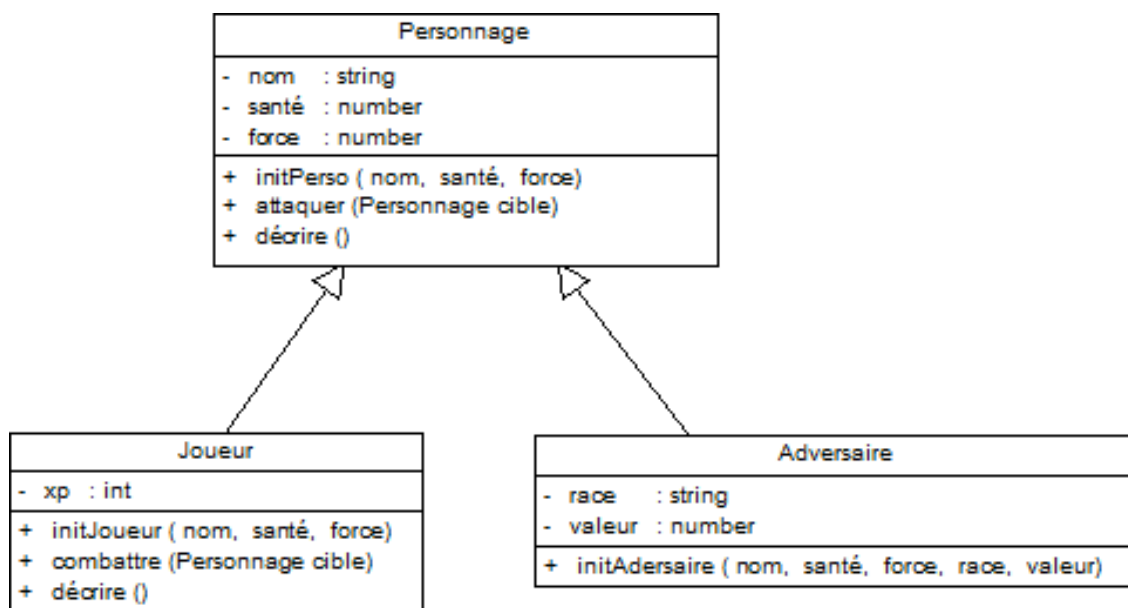 Personnage
- nom : string
- santé : number
- force : number
+ initPerso ( nom, santé, force)
+ attaquer (Personnage cible)
+ décrire ()
Joueur
- xp : int
+ initJoueur ( nom, santé, force)
+ combattre (Personnage cible)
+ décrire ()
Adversaire
- race : string
- valeur : number
+ initAdersaire ( nom, santé, force, race, valeur)